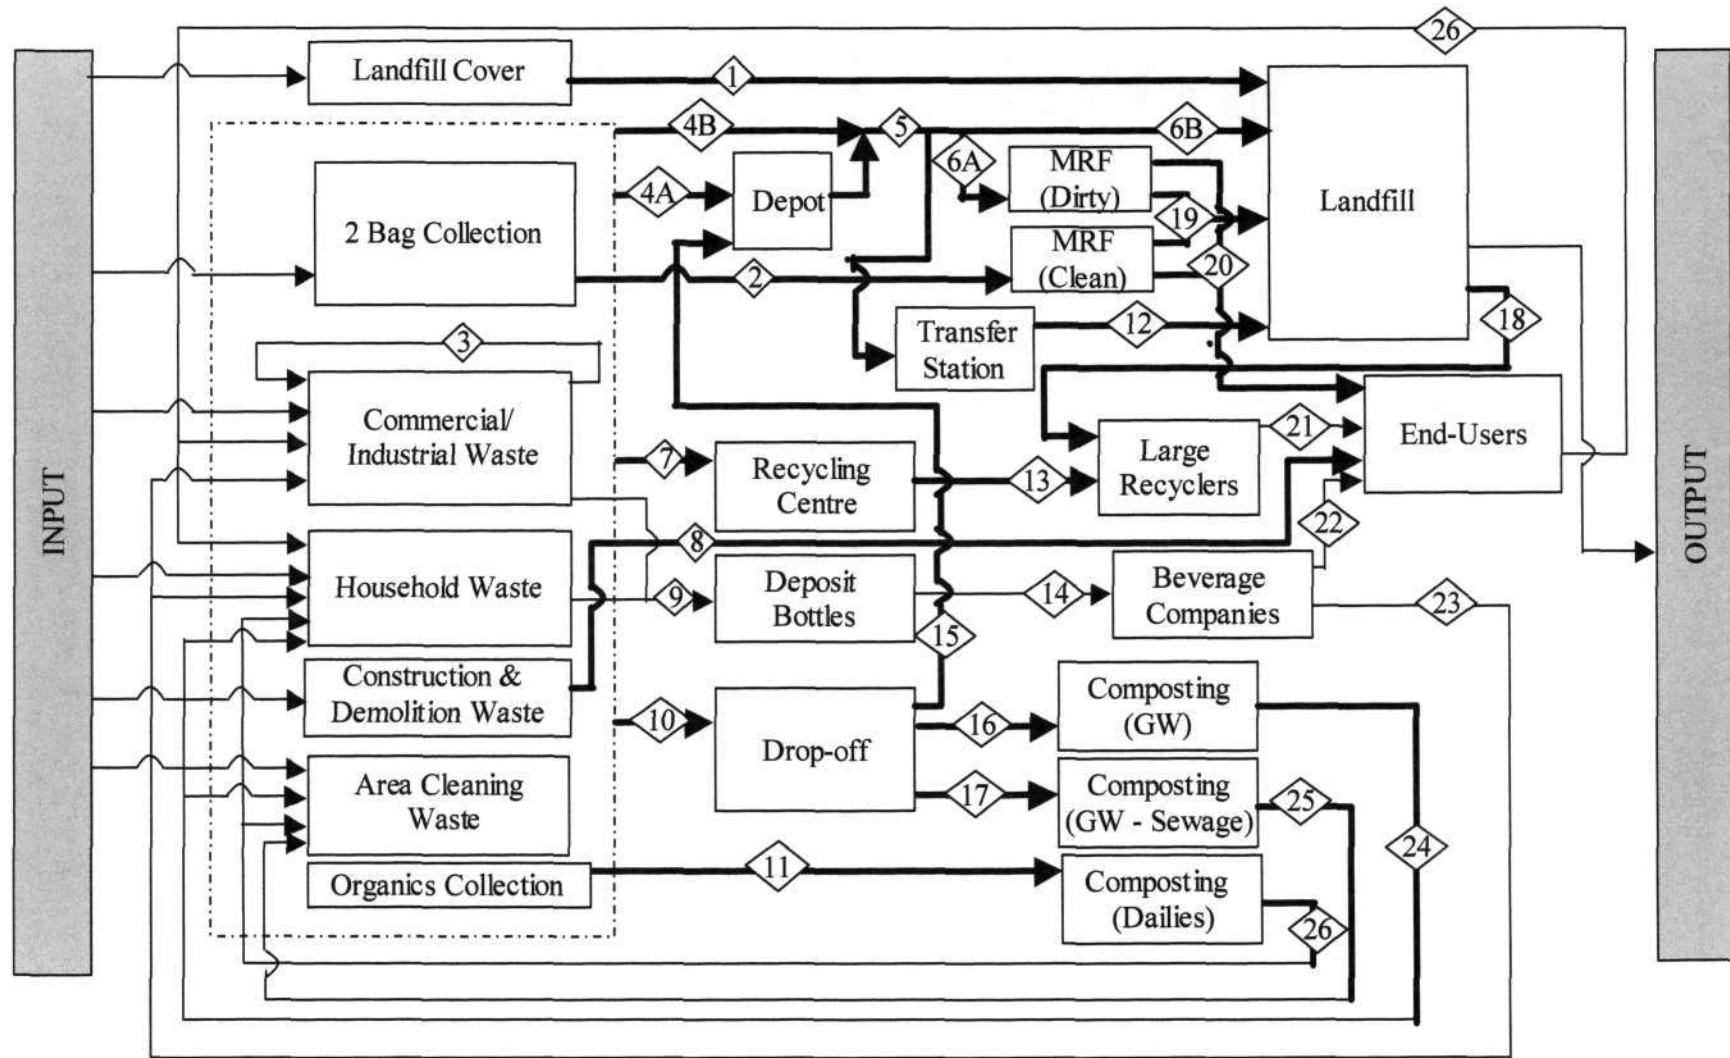 26
Landfill Cover
1
4B
5
6B
2 Bag Collection
4A
Depot
6A
MRF
(Dirty)
19
Landfill
MRF
(Clean)
20
2
3
Transfer
Station
12
18
Commercial/
Industrial Waste
7
Recycling
Centre
13
Large
Recyclers
21
End-Users
INPUT
OUTPUT
8
22
Household Waste
9
Deposit
Bottles
14
Beverage
Companies
23
15
Construction &
Demolition Waste
10
Drop-off
16
Composting
(GW)
17
Composting
(GW - Sewage)
25
24
Area Cleaning
Waste
11
Organics Collection
Composting
(Dailies)
26